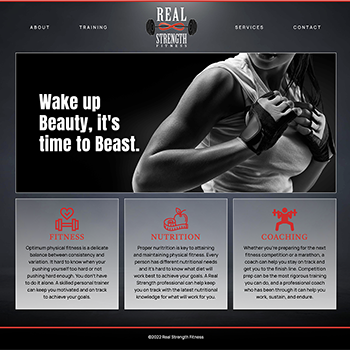 ABOUT
TRAINING
REAL
STRENGTH
FITNESS
SERVICES
CONTACT
Wake up
Beauty, it's
time to Beast.
FITNESS
Optimum physical fitness is a delicate
balance between consistency and
variation. It hard to know when your
pushing yourself too hard or not
pushing hard enough. You don't have
to do it alone. A skilled personal trainer
can keep you motivated and on track
to achieve your goals.
NUTRITION
Proper nurtition is key to attaining
and maintaining physical fitness. Every
person has different nutritional needs
and it's hard to know what diet will
work best to achieve your goals. A Real
Strength professional can help keep
you on track with the latest nutritional
knowledge for what will work for you.
COACHING
Whether you're preparing for the next
fitness competition or a marathon, a
coach can help you stay on track and
get you to the finish line. Competition
prep can be the most rigorous training
you can do, and a professional coach
who has been through it can help you
work, sustain, and endure.
©2022 Real Strength Fitness